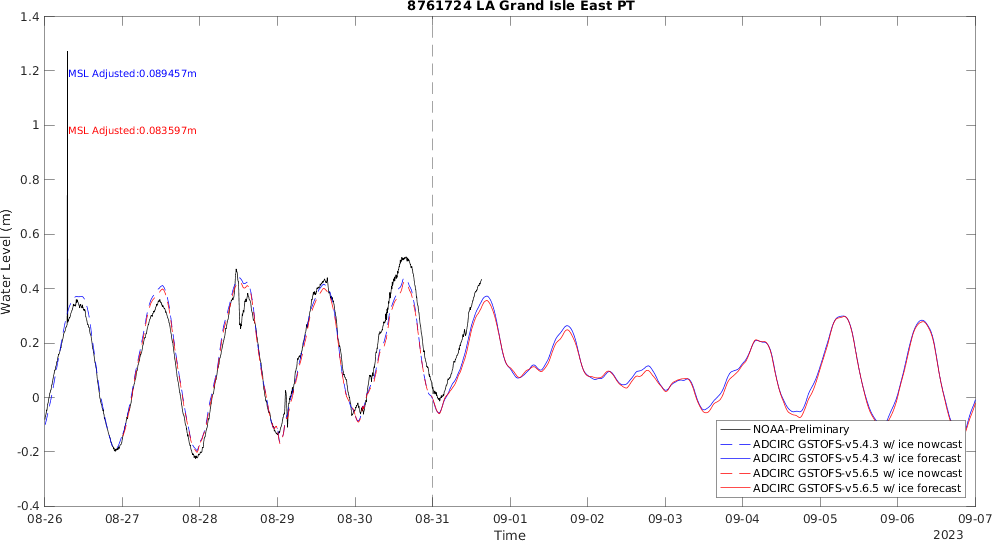 8761724 LA Grand Isle East PT
1.4
1.2
1
0.8
0.6
0.4
0.2
0
-0.2
-0.4
Water Level (m)
MSL Adjusted:0.089457m
MSL Adjusted:0.083597m
NOAA-Preliminary
ADCIRC GSTOFS-v5.4.3 w/ ice nowcast
ADCIRC GSTOFS-v5.4.3 w/ ice forecast
ADCIRC GSTOFS-v5.6.5 w/ ice nowcast
ADCIRC GSTOFS-v5.6.5 w/ ice forecast
08-26 08-27 08-28 08-29 08-30 08-31 09-01 09-02 09-03 09-04 09-05 09-06 09-07
Time
2023